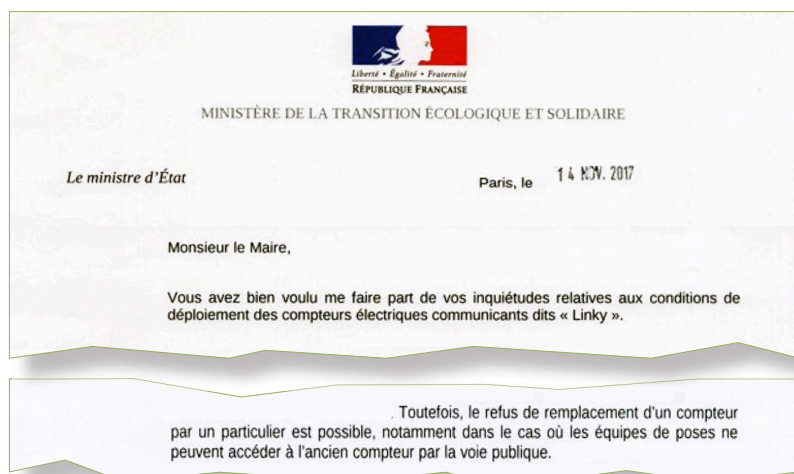 Liberté • Égalité • Fraternité
RÉPUBLIQUE FRANÇAISE
MINISTÈRE DE LA TRANSITION ÉCOLOGIQUE ET SOLIDAIRE
Le ministre d'État
Paris, le 14 NOV. 2017
Monsieur le Maire,
Vous avez bien voulu me faire part de vos inquiétudes relatives aux conditions de
déploiement des compteurs électriques communicants dits « Linky ».
. Toutefois, le refus de remplacement d'un compteur
par un particulier est possible, notamment dans le cas où les équipes de poses ne
peuvent accéder à l'ancien compteur par la voie publique.